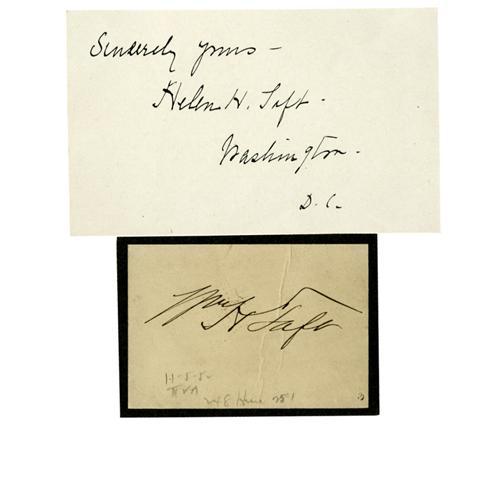 Sincerely yours -
Helen H. Taft -
Washington -
D.C.
Wm H Taft